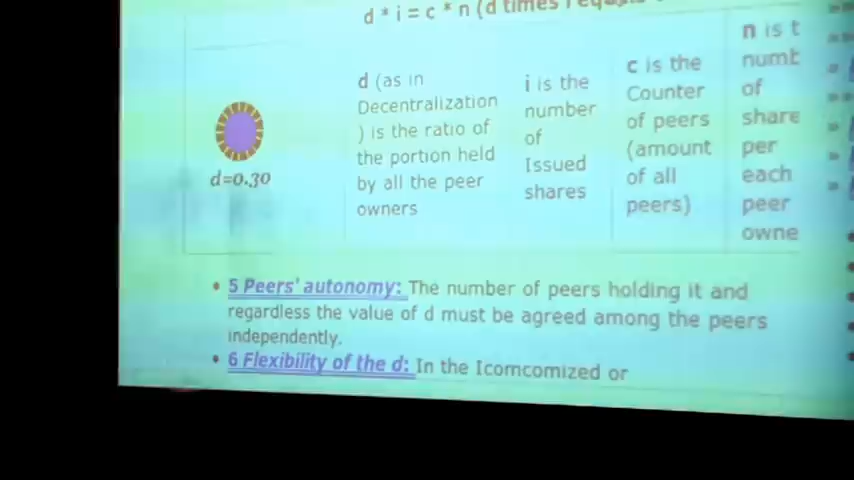 d * i = c * n (d times
d=0.30
d (as in
Decentralization
) is the ratio of
the portion held
by all the peer
owners
i is the
number
of
Issued
shares
c is the
Counter
of peers
(amount
of all
peers)
n is t
numb
of
share
per
each
peer
owne
• 5 Peers' autonomy: The number of peers holding it and
regardless the value of d must be agreed among the peers
independently.
• 6 Flexibility of the d: In the Icomcomized or